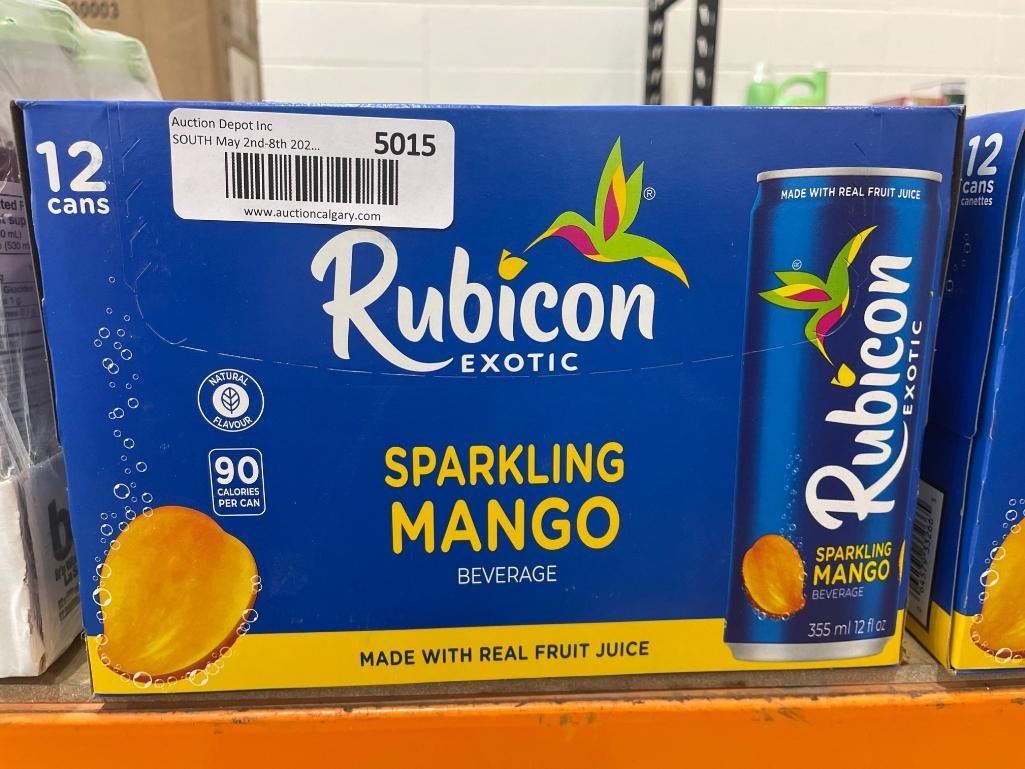 0003
12
cans
Auction Depot Inc
SOUTH May 2nd-8th 202...
5015
www.auctioncalgary.com
Rubicon
EXOTIC
®
NATURAL
FLAVOUR
90
CALORIES
PER CAN
SPARKLING
MANGO
BEVERAGE
MADE WITH REAL FRUIT JUICE
MADE WITH REAL FRUIT JUICE
®
Rubicon
EXOTIC
SPARKLING
MANGO
BEVERAGE
355 ml 12 fl oz
12
cans
canettes